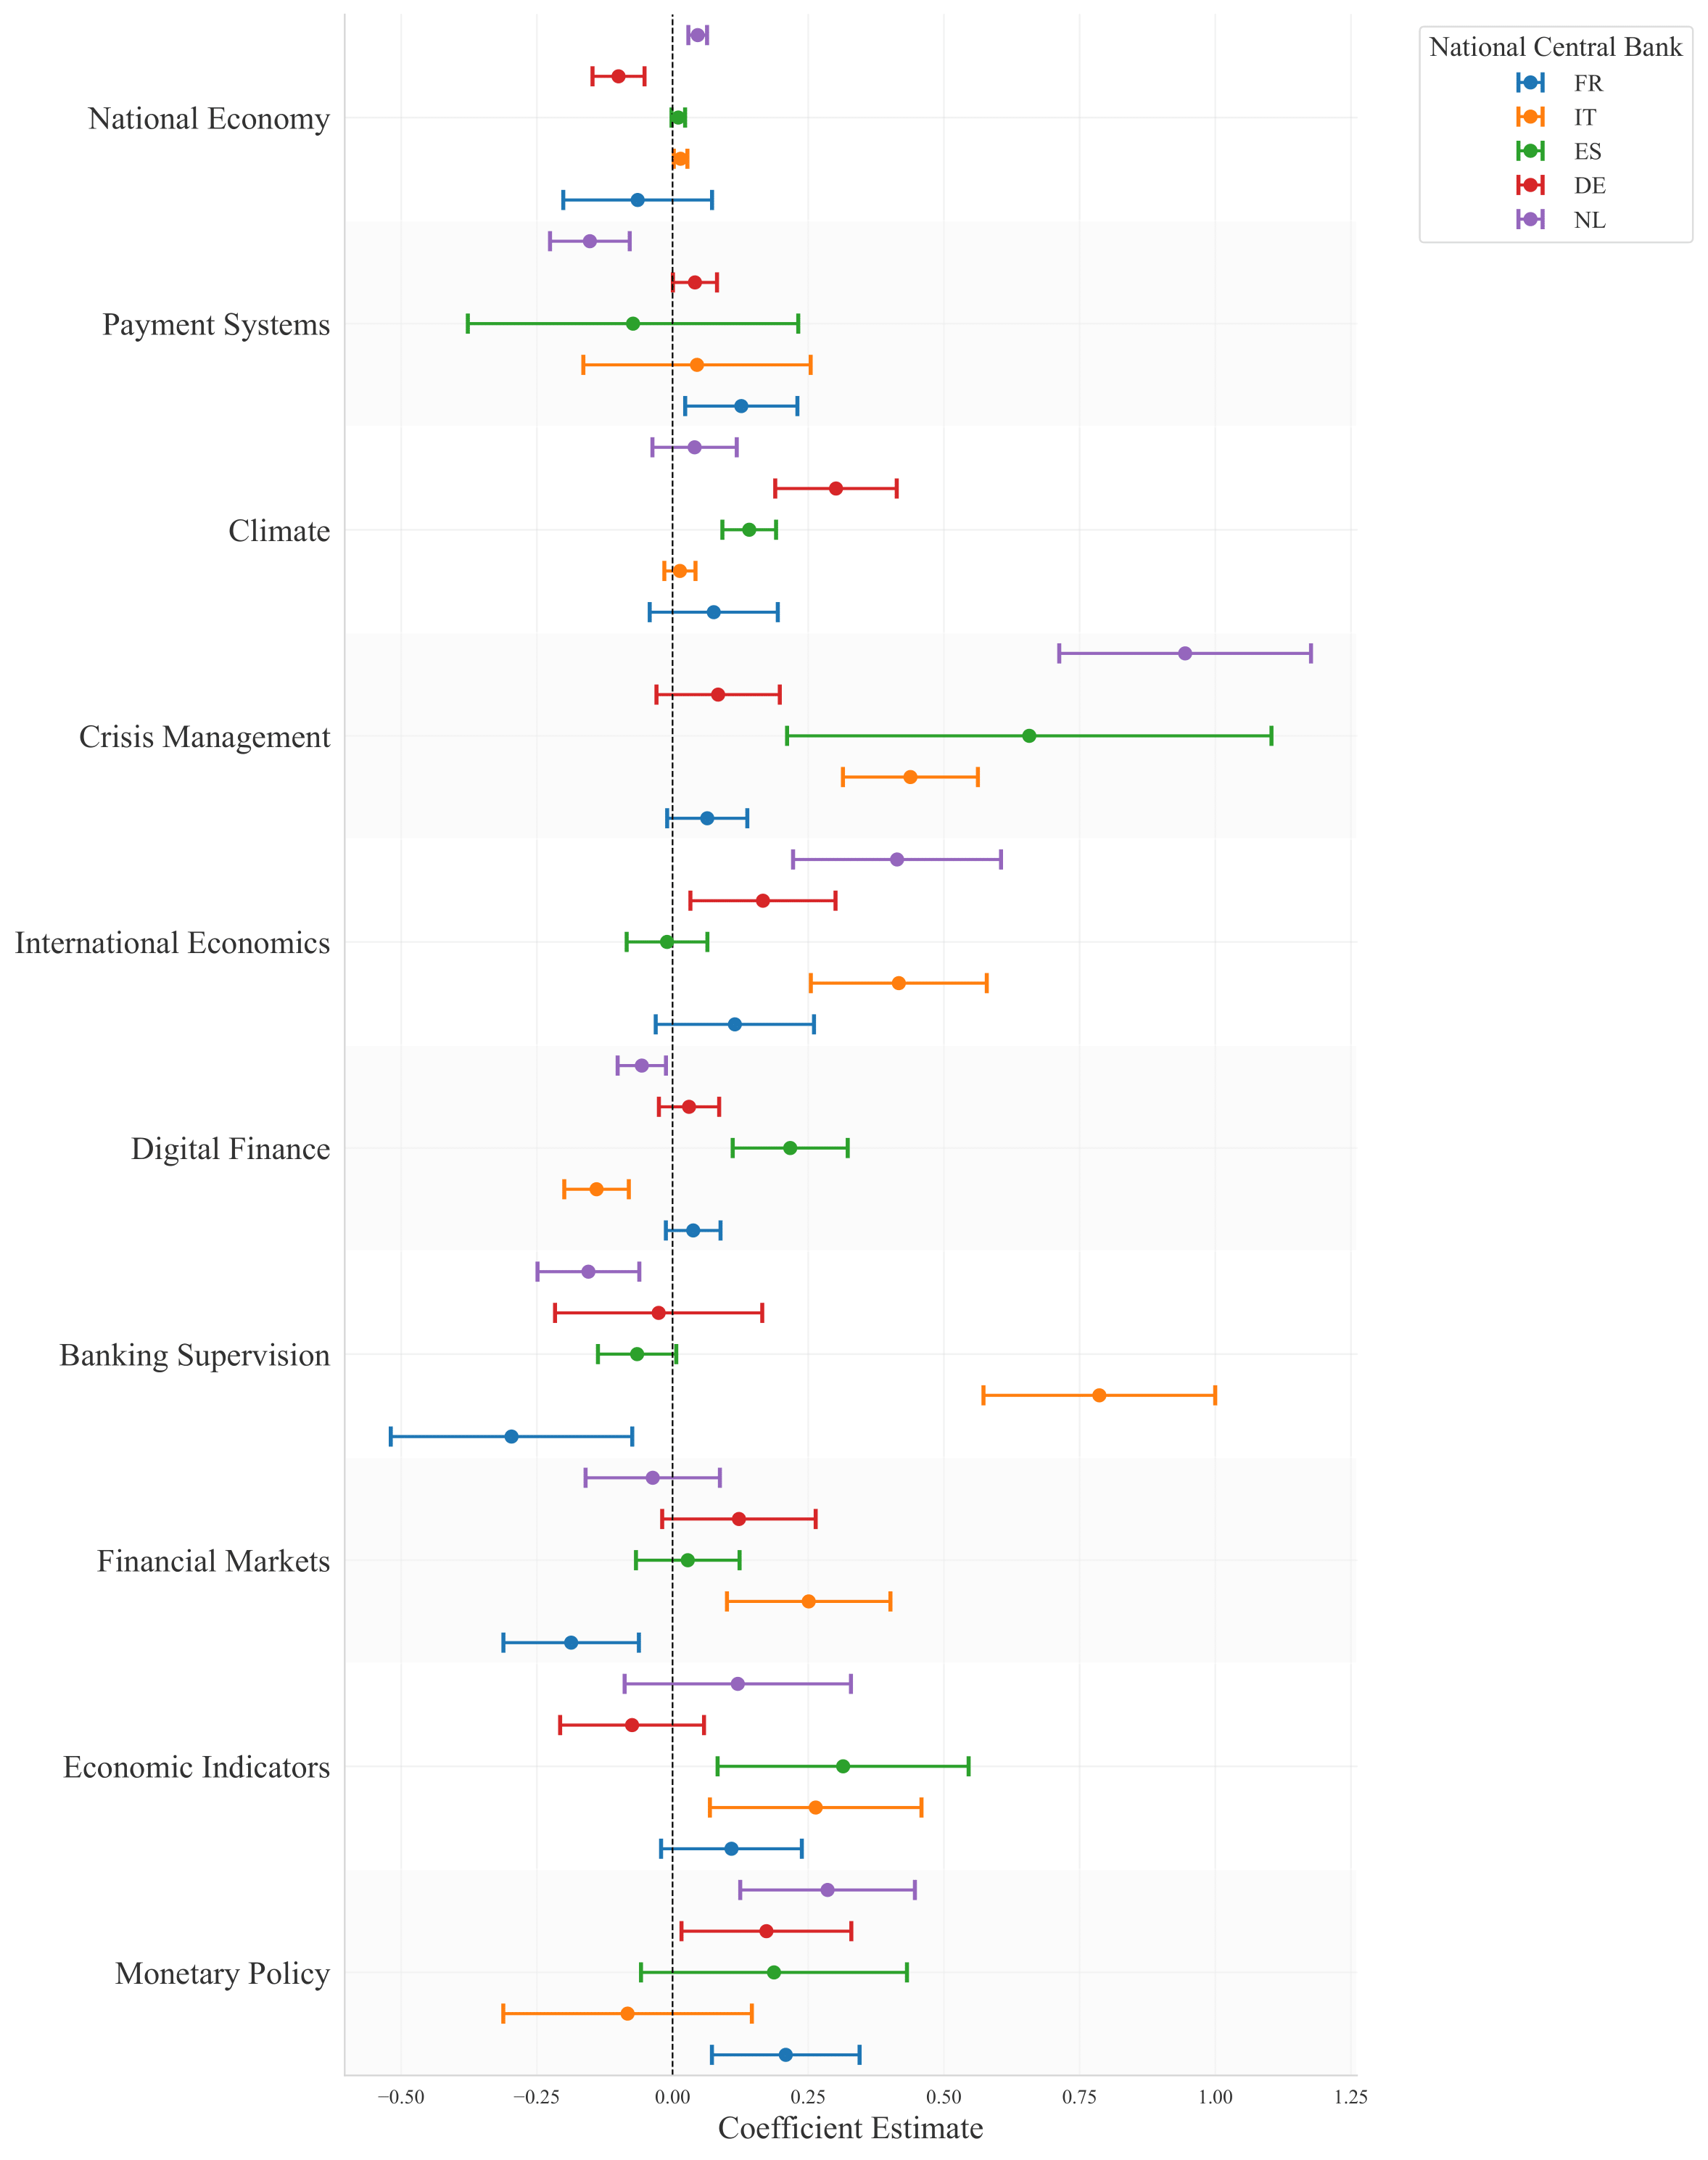 National Central Bank
FR
IT
ES
DE
NL
National Economy
Payment Systems
Climate
Crisis Management
International Economics
Digital Finance
Banking Supervision
Financial Markets
Economic Indicators
Monetary Policy
−0.50 −0.25 0.00 0.25 0.50 0.75 1.00 1.25
Coefficient Estimate